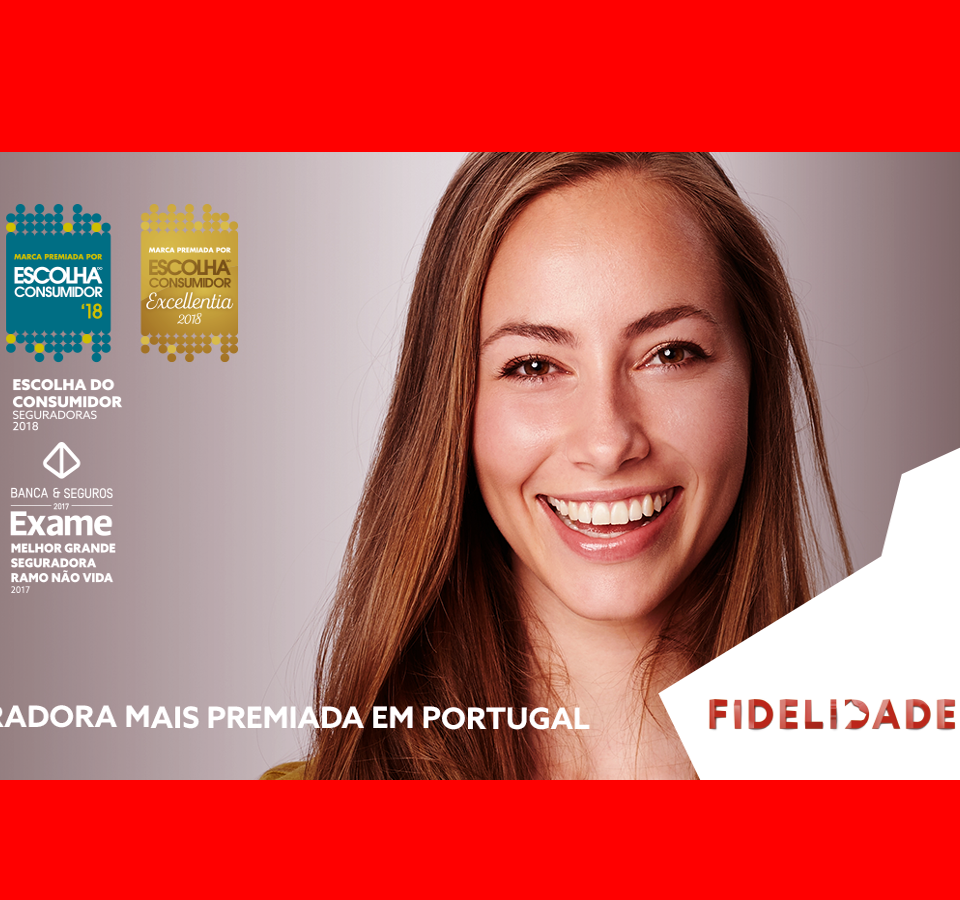 MARCA PREMIADA POR
ESCOLHA
CONSUMIDOR
'18
MARCA PREMIADA POR
ESCOLHA
CONSUMIDOR
Excellentia
2018
ESCOLHA DO
CONSUMIDOR
SEGURADORAS
2018
BANCA & SEGUROS
2017
Exame
MELHOR GRANDE
SEGURADORA
RAMO NÃO VIDA
2017
RADORA MAIS PREMIADA EM PORTUGAL
FIDELIDADE